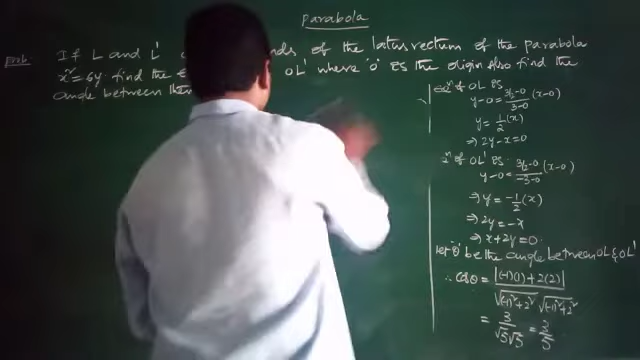 Parabola
Prob. If L and L' ends of the latusrectum of the parabola
x²=6y find the OL' where 'O' is the origin also find the
angle between
eqⁿ of OL is
y-0=(3/2-0)/(3-0)(x-0)
y=1/2(x)
⇒2y-x=0
eqⁿ of OL' is
y-0=(3/2-0)/(-3-0)(x-0)
⇒y=-1/2(x)
⇒2y=-x
⇒x+2y=0
let 'θ' be the angle between OL&OL'
∴ cosθ = |(-1)(1)+2(2)|/(√((-1)²+2²) √((-1)²+2²))
= 3/(√5√5) = 3/5